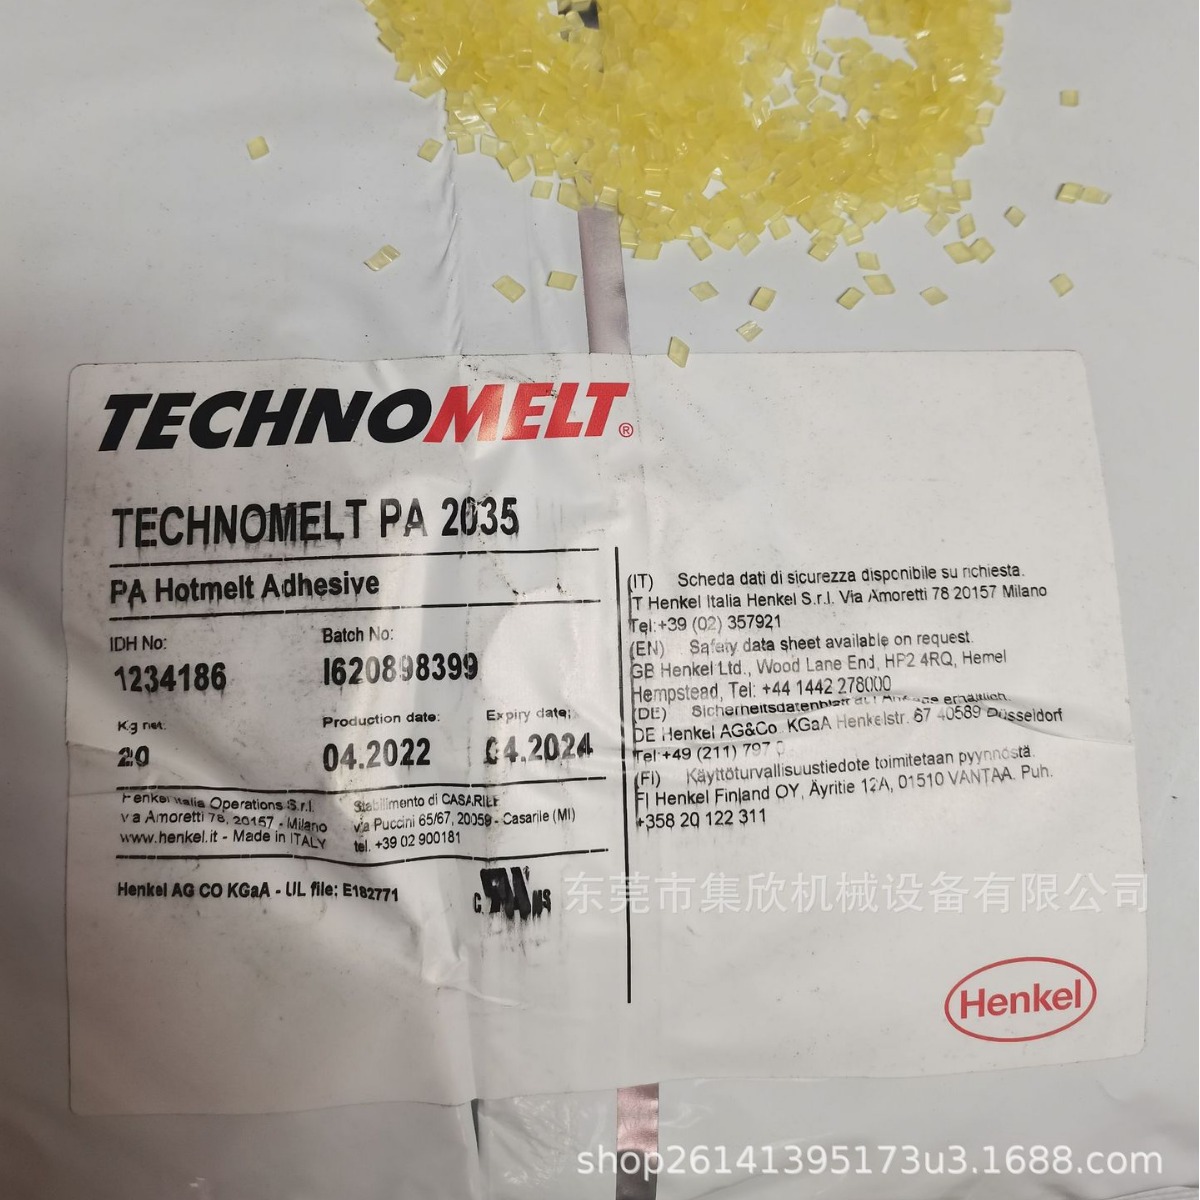 TECHNOMELT®
TECHNOMELT PA 2035
PA Hotmelt Adhesive
IDH No:
1234186
Batch No:
I620898399
Kg net:
20
Production date:
04.2022
Expiry date:
04.2024
Henkel Italia Operations S.r.l.
via Amoretti 78, 20157 - Milano
www.henkel.it - Made in ITALY
Stabilimento di CASARILE
via Puccini 65/67, 20059 - Casarile (MI)
tel. +39 02 900181
Henkel AG CO KGaA - UL file: E182771
(IT) Scheda dati di sicurezza disponibile su richiesta.
IT Henkel Italia Henkel S.r.l. Via Amoretti 78 20157 Milano
Tel:+39 (02) 357921
(EN) Safety data sheet available on request.
GB Henkel Ltd., Wood Lane End, HP2 4RQ, Hemel
Hempstead, Tel: +44 1442 278000
(DE) Sicherheitsdatenblatt auf Anfrage erhältlich.
DE Henkel AG&Co. KGaA Henkelstr. 67 40589 Düsseldorf
Tel +49 (211) 797 0
(FI) Käyttöturvallisuustiedote toimitetaan pyynnöstä.
FI Henkel Finland OY, Äyritie 12A, 01510 VANTAA. Puh.
+358 20 122 311
东莞市集欣机械设备有限公司
Henkel
shop26141395173u3.1688.com